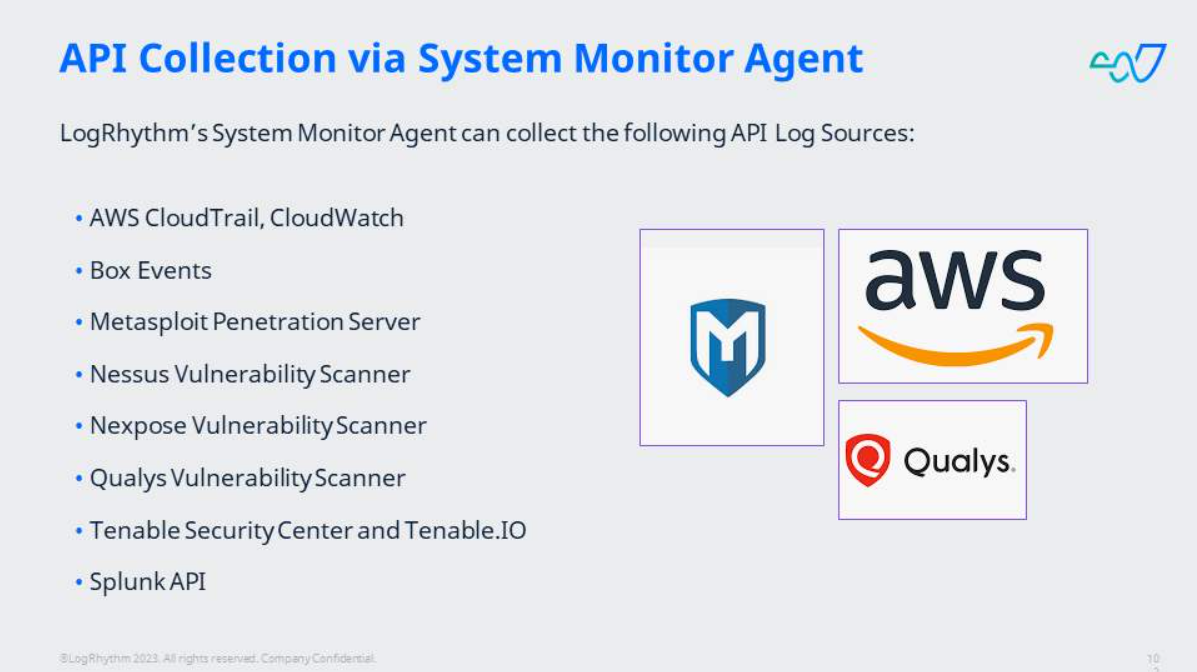 API Collection via System Monitor Agent
LogRhythm’s System Monitor Agent can collect the following API Log Sources:
• AWS CloudTrail, CloudWatch
• Box Events
• Metasploit Penetration Server
• Nessus Vulnerability Scanner
• Nexpose Vulnerability Scanner
• Qualys Vulnerability Scanner
• Tenable Security Center and Tenable.IO
• Splunk API
M
aws
Qualys.
©LogRhythm 2023. All rights reserved. Company Confidential.
10